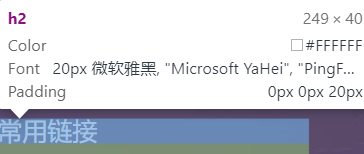 h2 249 × 40
Color #FFFFFF
Font 20px 微软雅黑, "Microsoft YaHei", "PingF...
Padding 0px 0px 20px
常用链接